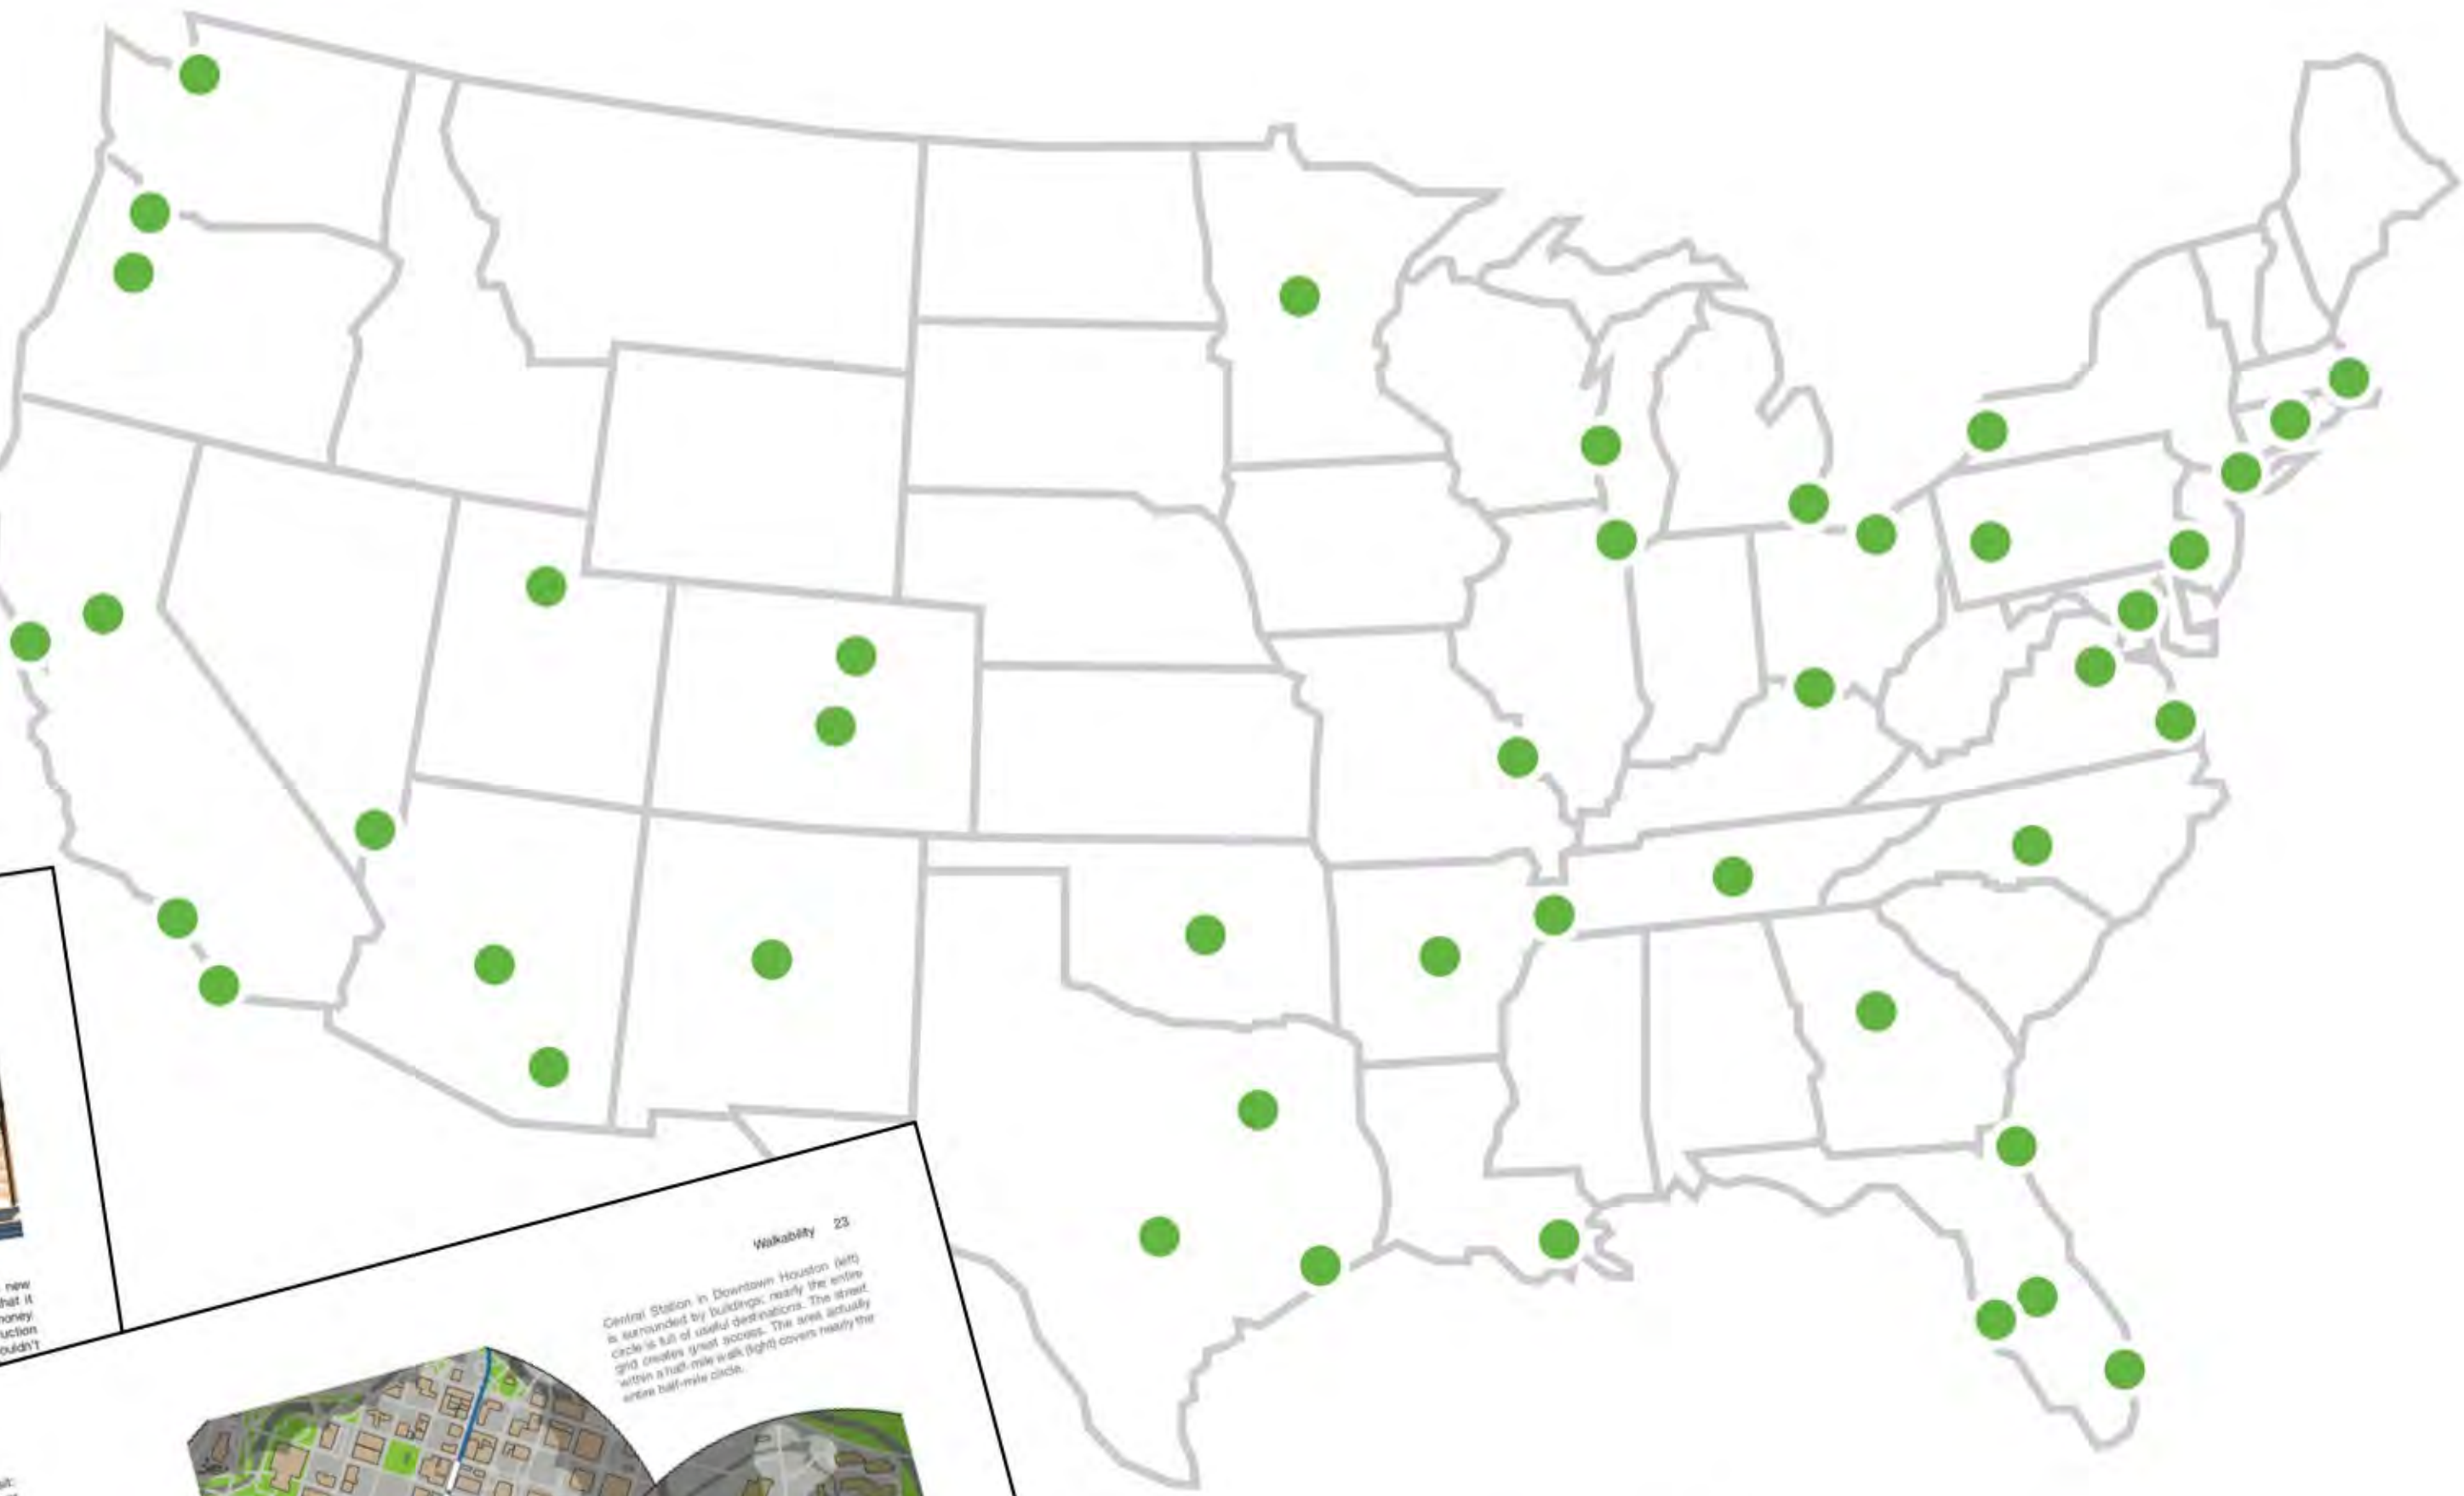 new
hat it
money
uction
ouldn't
Walkability 23
Central Station in Downtown Houston (left)
is surrounded by buildings; nearly the entire
circle is full of useful destinations. The street
grid creates great access. The area actually
within a half-mile walk (light) covers nearly the
entire half-mile circle.